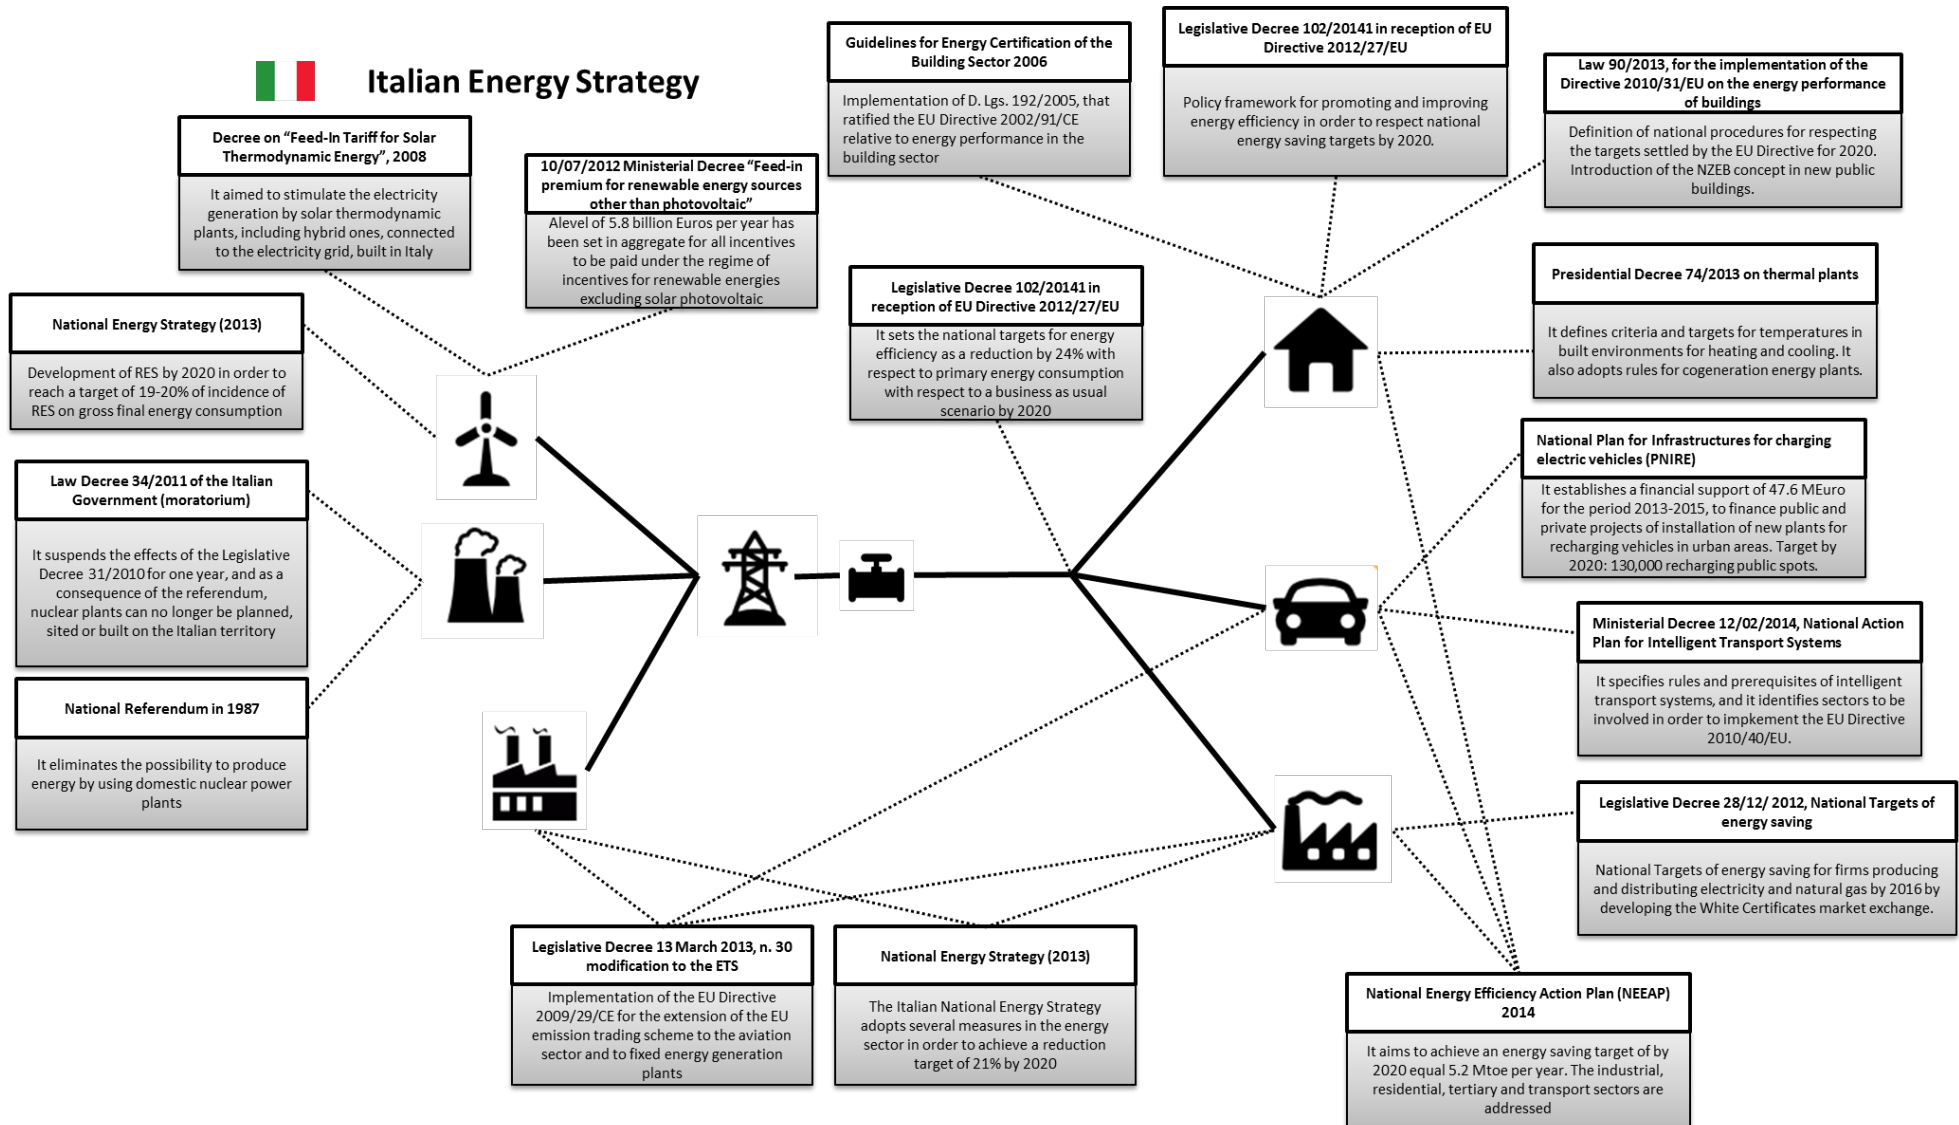 Italian Energy Strategy
Decree on “Feed-In Tariff for Solar
Thermodynamic Energy”, 2008
It aimed to stimulate the electricity
generation by solar thermodynamic
plants, including hybrid ones, connected
to the electricity grid, built in Italy
10/07/2012 Ministerial Decree “Feed-in
premium for renewable energy sources
other than photovoltaic”
Alevel of 5.8 billion Euros per year has
been set in aggregate for all incentives
to be paid under the regime of
incentives for renewable energies
excluding solar photovoltaic
Guidelines for Energy Certification of the
Building Sector 2006
Implementation of D. Lgs. 192/2005, that
ratified the EU Directive 2002/91/CE
relative to energy performance in the
building sector
Legislative Decree 102/20141 in reception of EU
Directive 2012/27/EU
Policy framework for promoting and improving
energy efficiency in order to respect national
energy saving targets by 2020.
Law 90/2013, for the implementation of the
Directive 2010/31/EU on the energy performance
of buildings
Definition of national procedures for respecting
the targets settled by the EU Directive for 2020.
Introduction of the NZEB concept in new public
buildings.
National Energy Strategy (2013)
Development of RES by 2020 in order to
reach a target of 19-20% of incidence of
RES on gross final energy consumption
Legislative Decree 102/20141 in
reception of EU Directive 2012/27/EU
It sets the national targets for energy
efficiency as a reduction by 24% with
respect to primary energy consumption
with respect to a business as usual
scenario by 2020
Presidential Decree 74/2013 on thermal plants
It defines criteria and targets for temperatures in
built environments for heating and cooling. It
also adopts rules for cogeneration energy plants.
Law Decree 34/2011 of the Italian
Government (moratorium)
It suspends the effects of the Legislative
Decree 31/2010 for one year, and as a
consequence of the referendum,
nuclear plants can no longer be planned,
sited or built on the Italian territory
National Plan for Infrastructures for charging
electric vehicles (PNIRE)
It establishes a financial support of 47.6 MEuro
for the period 2013-2015, to finance public and
private projects of installation of new plants for
recharging vehicles in urban areas. Target by
2020: 130,000 recharging public spots.
National Referendum in 1987
It eliminates the possibility to produce
energy by using domestic nuclear power
plants
Ministerial Decree 12/02/2014, National Action
Plan for Intelligent Transport Systems
It specifies rules and prerequisites of intelligent
transport systems, and it identifies sectors to be
involved in order to impkement the EU Directive
2010/40/EU.
Legislative Decree 28/12/ 2012, National Targets of
energy saving
National Targets of energy saving for firms producing
and distributing electricity and natural gas by 2016 by
developing the White Certificates market exchange.
Legislative Decree 13 March 2013, n. 30
modification to the ETS
Implementation of the EU Directive
2009/29/CE for the extension of the EU
emission trading scheme to the aviation
sector and to fixed energy generation
plants
National Energy Strategy (2013)
The Italian National Energy Strategy
adopts several measures in the energy
sector in order to achieve a reduction
target of 21% by 2020
National Energy Efficiency Action Plan (NEEAP)
2014
It aims to achieve an energy saving target of by
2020 equal 5.2 Mtoe per year. The industrial,
residential, tertiary and transport sectors are
addressed